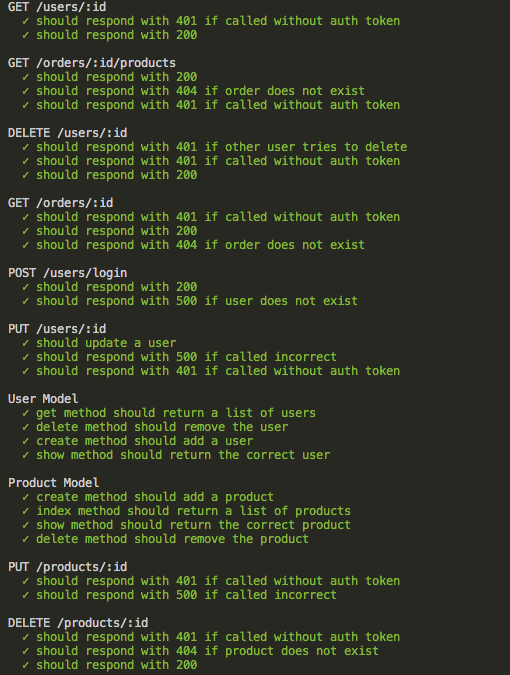 GET /users/:id
✓ should respond with 401 if called without auth token
✓ should respond with 200
GET /orders/:id/products
✓ should respond with 200
✓ should respond with 404 if order does not exist
✓ should respond with 401 if called without auth token
DELETE /users/:id
✓ should respond with 401 if other user tries to delete
✓ should respond with 401 if called without auth token
✓ should respond with 200
GET /orders/:id
✓ should respond with 401 if called without auth token
✓ should respond with 200
✓ should respond with 404 if order does not exist
POST /users/login
✓ should respond with 200
✓ should respond with 500 if user does not exist
PUT /users/:id
✓ should update a user
✓ should respond with 500 if called incorrect
✓ should respond with 401 if called without auth token
User Model
✓ get method should return a list of users
✓ delete method should remove the user
✓ create method should add a user
✓ show method should return the correct user
Product Model
✓ create method should add a product
✓ index method should return a list of products
✓ show method should return the correct product
✓ delete method should remove the product
PUT /products/:id
✓ should respond with 401 if called without auth token
✓ should respond with 500 if called incorrect
DELETE /products/:id
✓ should respond with 401 if called without auth token
✓ should respond with 404 if product does not exist
✓ should respond with 200